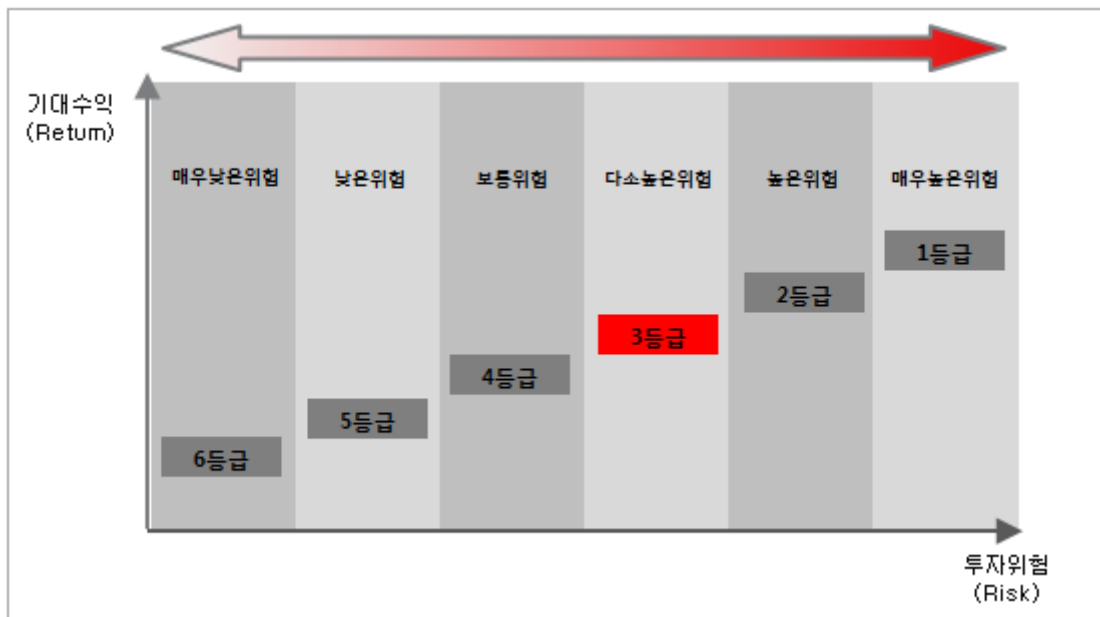 기대수익
(Retum)
매우낮은위험
낮은위험
보통위험
다소높은위험
높은위험
매우높은위험
1등급
2등급
3등급
4등급
5등급
6등급
투자위험
(Risk)